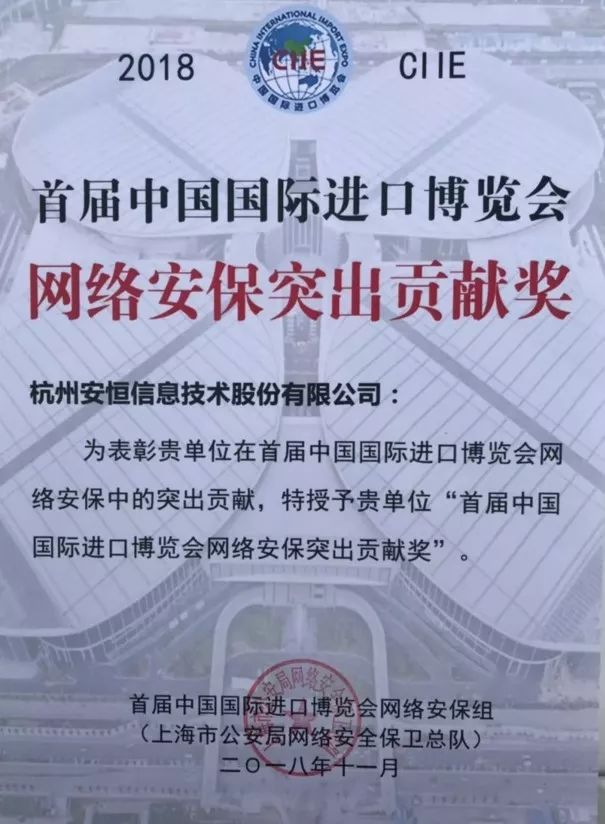 2018
CIIE
CHINA INTERNATIONAL IMPORT EXPO
CIIE
中国国际进口博览会
首届中国国际进口博览会
网络安保突出贡献奖
杭州安恒信息技术股份有限公司：
为表彰贵单位在首届中国国际进口博览会网
络安保中的突出贡献，特授予贵单位“首届中国
国际进口博览会网络安保突出贡献奖”。
首届中国国际进口博览会网络安保组
（上海市公安局网络安全保卫总队）
二〇一八年十一月